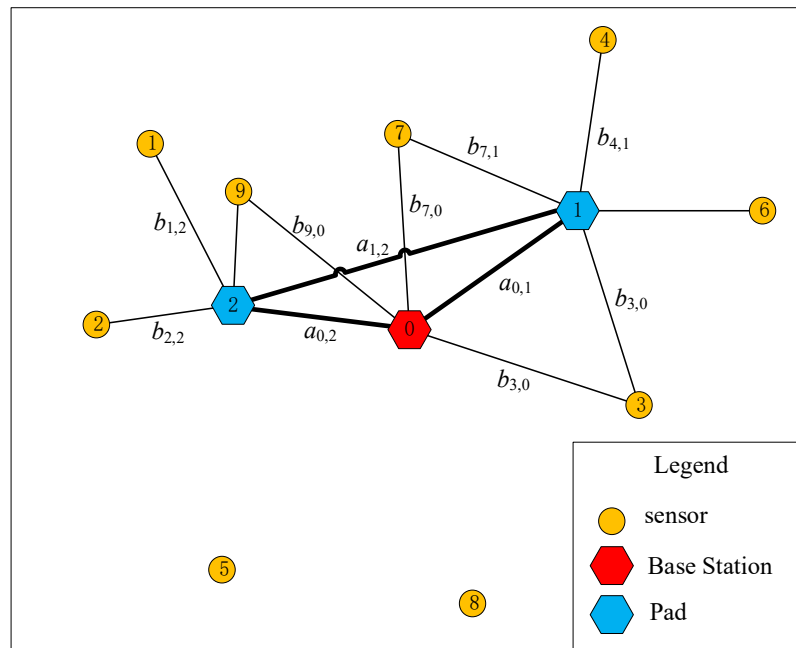 4
7
b7,1
b4,1
1
9
b1,2
b9,0
b7,0
1
6
a1,2
a0,1
b3,0
2
2
b2,2
a0,2
0
b3,0
3
Legend
sensor
Base Station
Pad
5
8